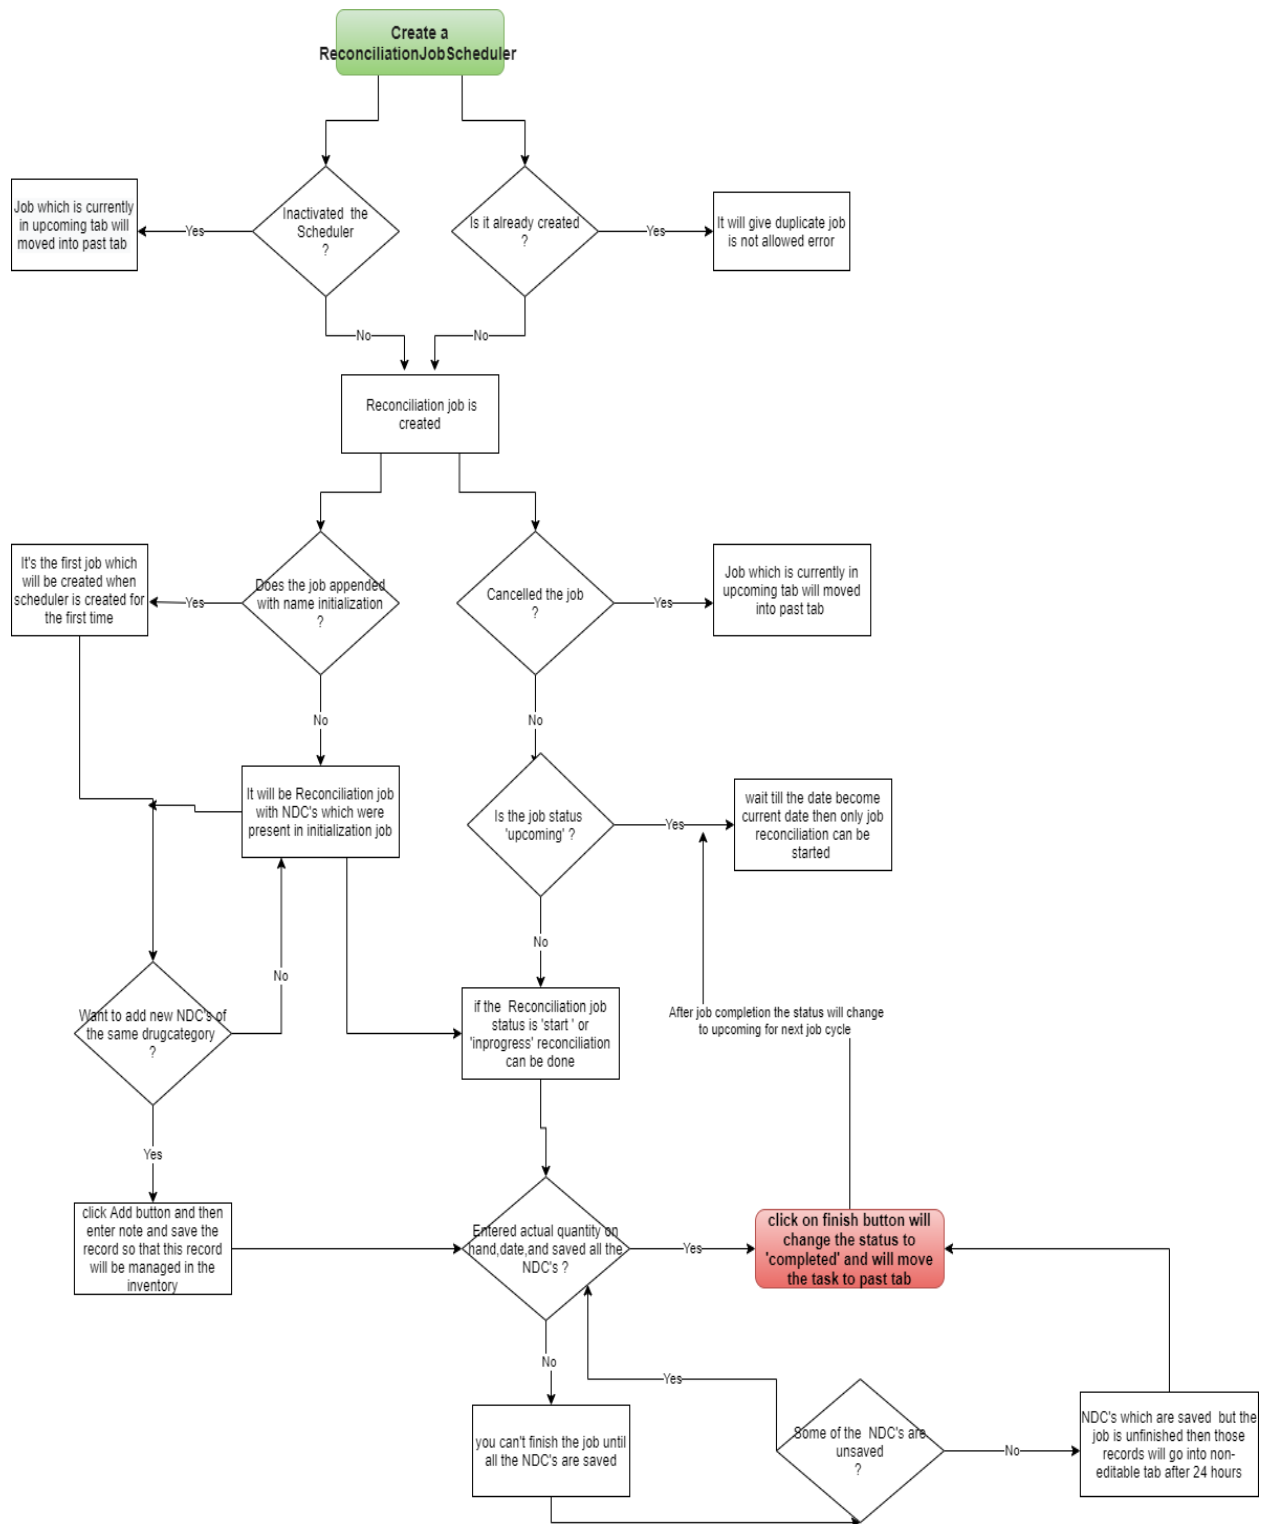 Create a
ReconciliationJobScheduler
Job which is currently
in upcoming tab will
moved into past tab
Yes
Inactivated the
Scheduler
?
Is it already created
?
Yes
It will give duplicate job
is not allowed error
No
No
Reconciliation job is
created
It's the first job which
will be created when
scheduler is created for
the first time
Yes
Does the job appended
with name initialization
?
Cancelled the job
?
Yes
Job which is currently in
upcoming tab will moved
into past tab
No
No
It will be Reconciliation job
with NDC's which were
present in initialization job
Is the job status
'upcoming' ?
Yes
wait till the date become
current date then only job
reconciliation can be
started
No
No
Want to add new NDC's of
the same drugcategory
?
if the Reconciliation job
status is 'start ' or
'inprogress' reconciliation
can be done
After job completion the status will change
to upcoming for next job cycle
Yes
click Add button and then
enter note and save the
record so that this record
will be managed in the
inventory
Entered actual quantity on
hand,date,and saved all the
NDC's ?
Yes
click on finish button will
change the status to
'completed' and will move
the task to past tab
No
Yes
you can't finish the job until
all the NDC's are saved
Some of the NDC's are
unsaved
?
No
NDC's which are saved but the
job is unfinished then those
records will go into non-
editable tab after 24 hours